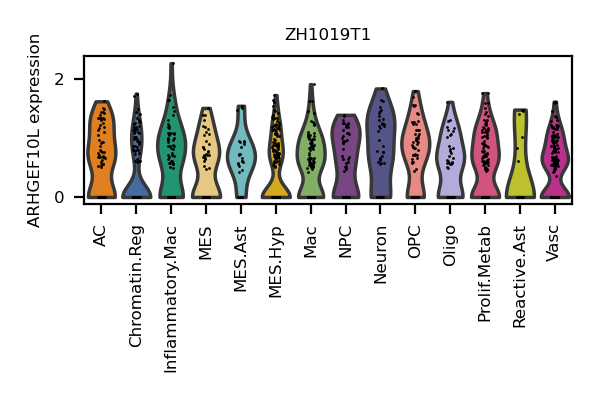 ZH1019T1
ARHGEF10L expression
2
0
AC
Chromatin.Reg
Inflammatory.Mac
MES
MES.Ast
MES.Hyp
Mac
NPC
Neuron
OPC
Oligo
Prolif.Metab
Reactive.Ast
Vasc